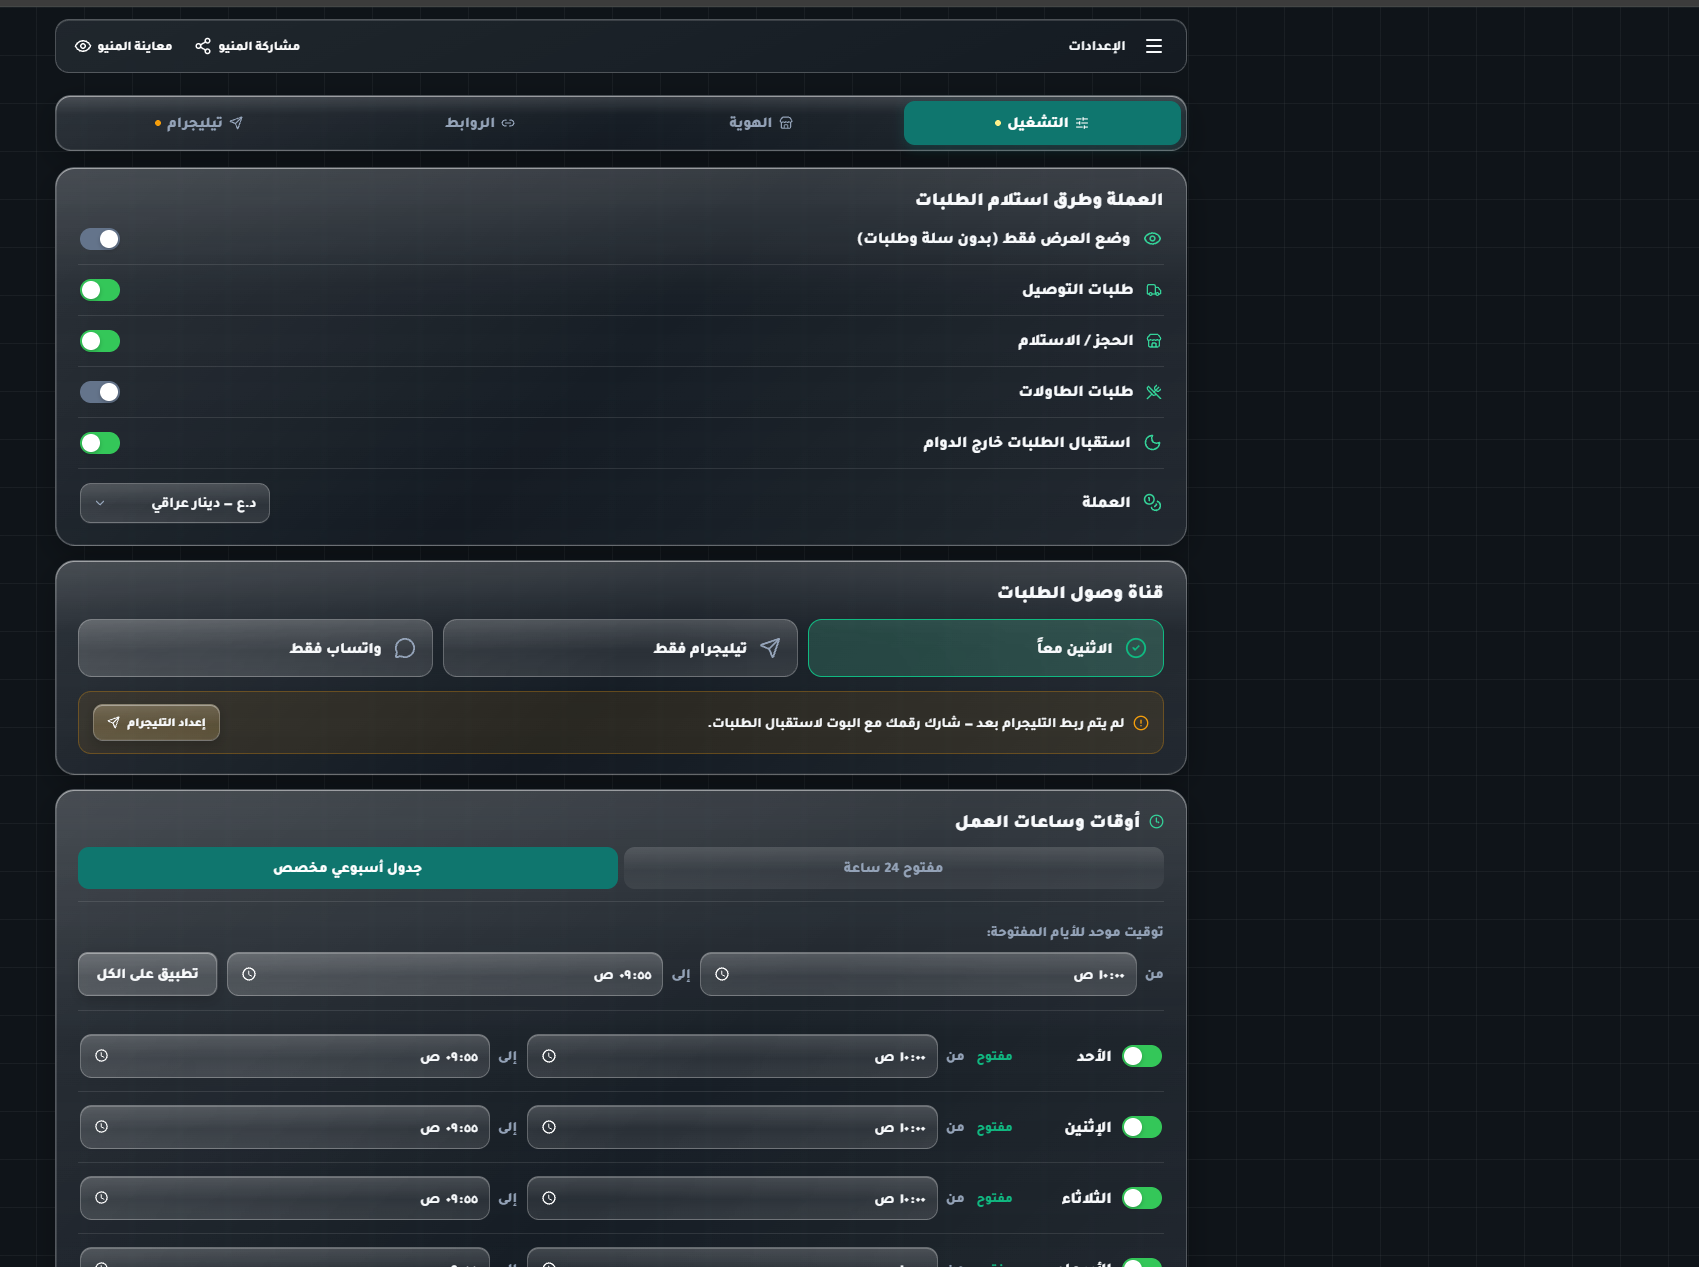 الإعدادات
مشاركة المنيو
معاينة المنيو
التشغيل
الهوية
الروابط
تيليجرام
العملة وطرق استلام الطلبات
وضع العرض فقط (بدون سلة وطلبات)
طلبات التوصيل
الحجز / الاستلام
طلبات الطاولات
استقبال الطلبات خارج الدوام
العملة
د.ع – دينار عراقي
قناة وصول الطلبات
الاثنين معاً
تيليجرام فقط
واتساب فقط
لم يتم ربط التليجرام بعد – شارك رقمك مع البوت لاستقبال الطلبات.
إعداد التليجرام
أوقات وساعات العمل
مفتوح 24 ساعة
جدول أسبوعي مخصص
توقيت موحد للأيام المفتوحة:
من ١٠:٠٠ ص إلى ٠٩:٥٥ ص تطبيق على الكل
الأحد مفتوح من ١٠:٠٠ ص إلى ٠٩:٥٥ ص
الإثنين مفتوح من ١٠:٠٠ ص إلى ٠٩:٥٥ ص
الثلاثاء مفتوح من ١٠:٠٠ ص إلى ٠٩:٥٥ ص